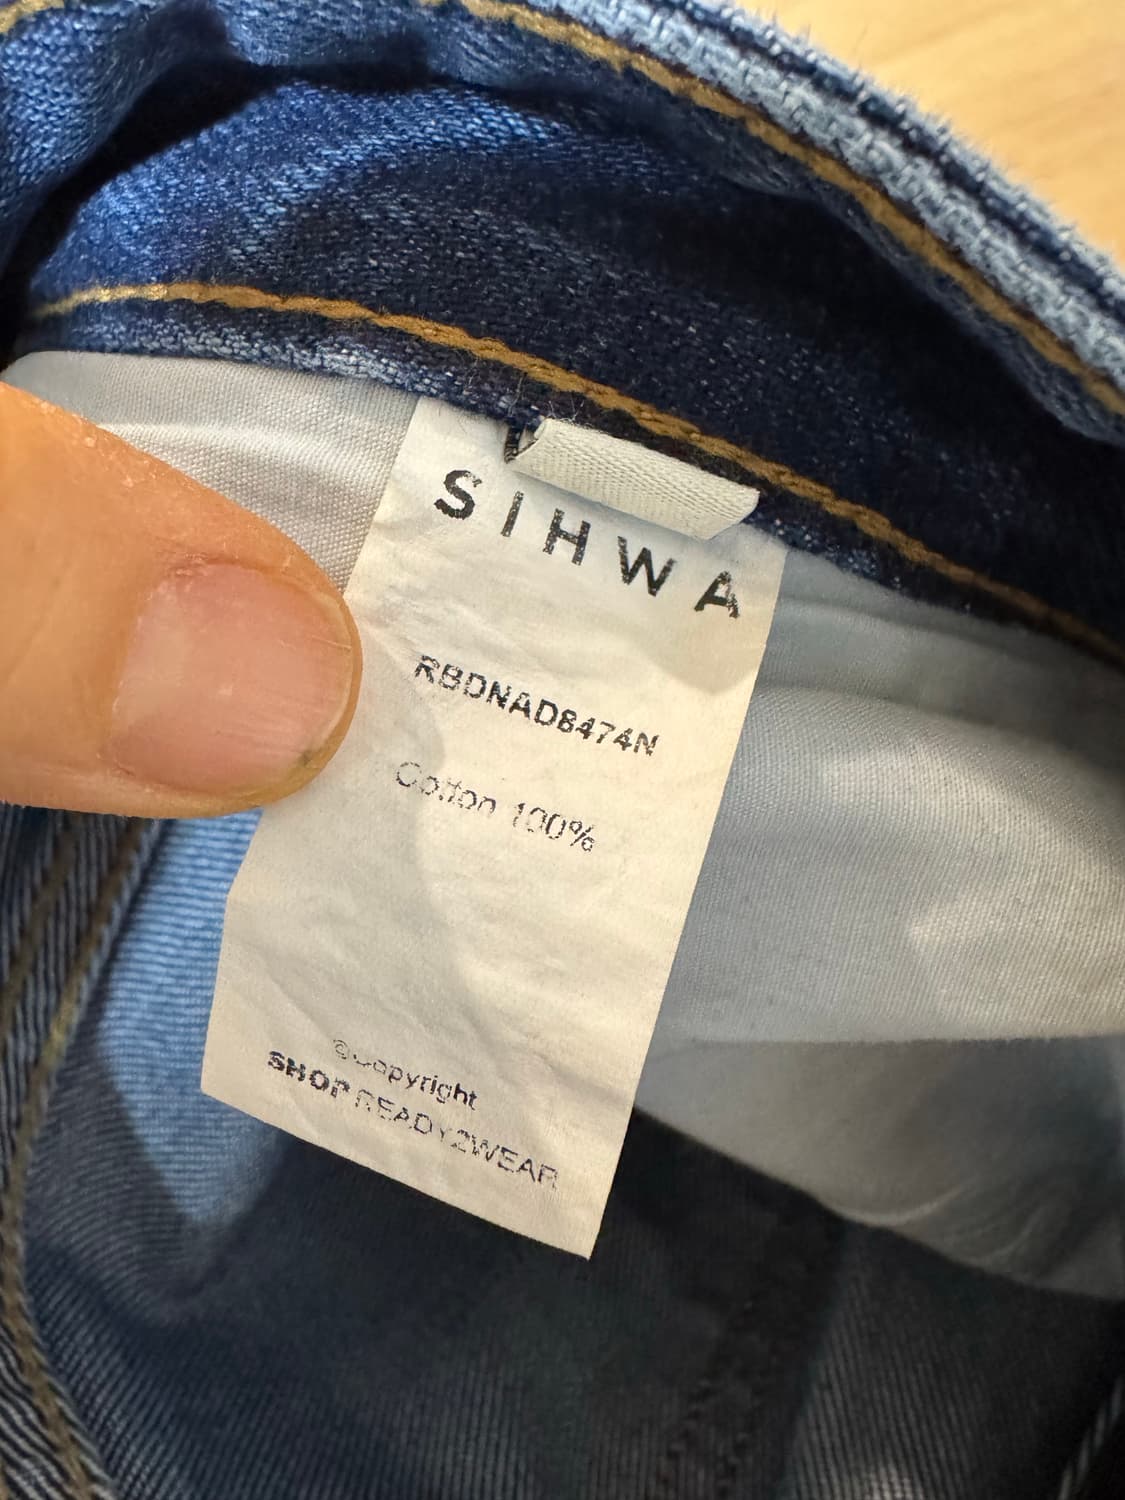 SIHWA
RBDNAD8474N
Cotton 100%
©Copyright
SHOP READY2WEAR